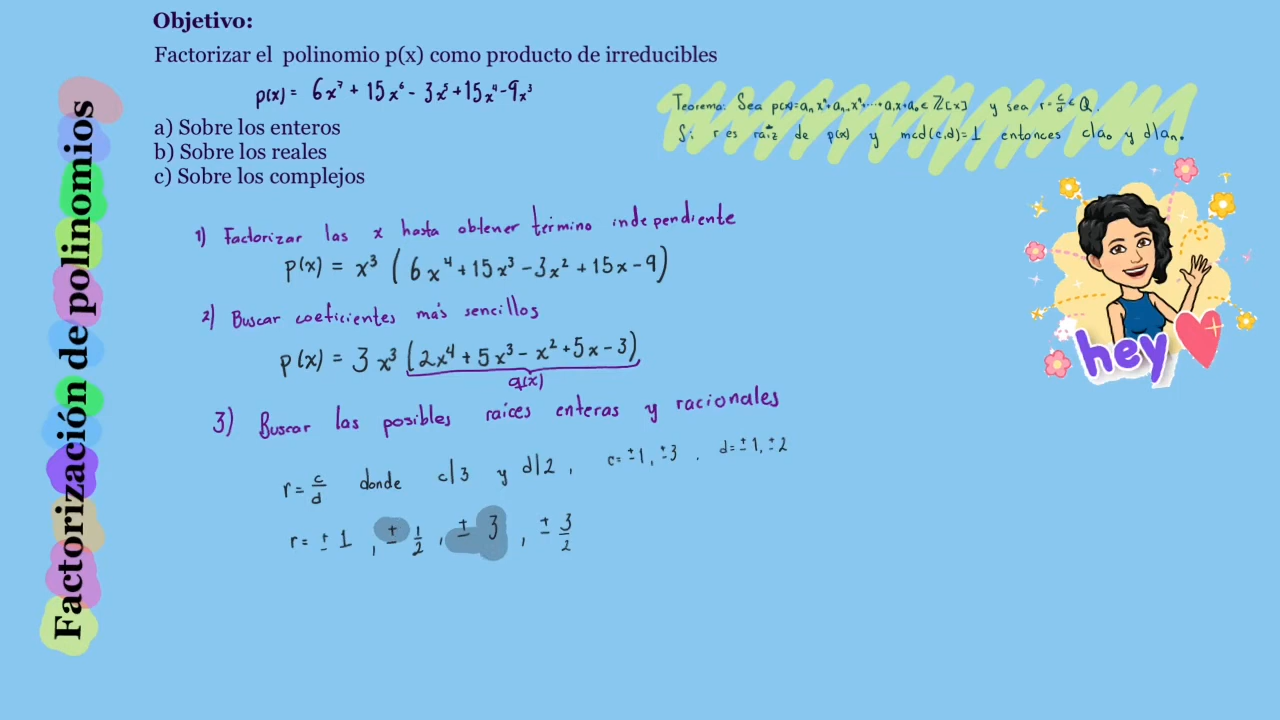 Factorización de polinomios
Objetivo:
Factorizar el polinomio p(x) como producto de irreducibles
p(x) = 6x⁷ + 15x⁶ - 3x⁵ + 15x⁴ - 9x³
a) Sobre los enteros
b) Sobre los reales
c) Sobre los complejos
Teorema: Sea p(x)=aₙxⁿ+aₙ₋₁xⁿ⁻¹+...+a₁x+a₀ ∈ ℤ[x] y sea r=c/d ∈ ℚ.
Si r es raíz de p(x) y mcd(c,d)=1 entonces c|a₀ y d|aₙ.
1) Factorizar las x hasta obtener término independiente
p(x) = x³ (6x⁴ + 15x³ - 3x² + 15x - 9)
2) Buscar coeficientes más sencillos
p(x) = 3x³ (2x⁴ + 5x³ - x² + 5x - 3)
q(x)
3) Buscar las posibles raíces enteras y racionales
r = c/d donde c|3 y d|2, c= ±1, ±3. d= ±1, ±2
r = ±1, ±1/2, ±3, ±3/2
hey